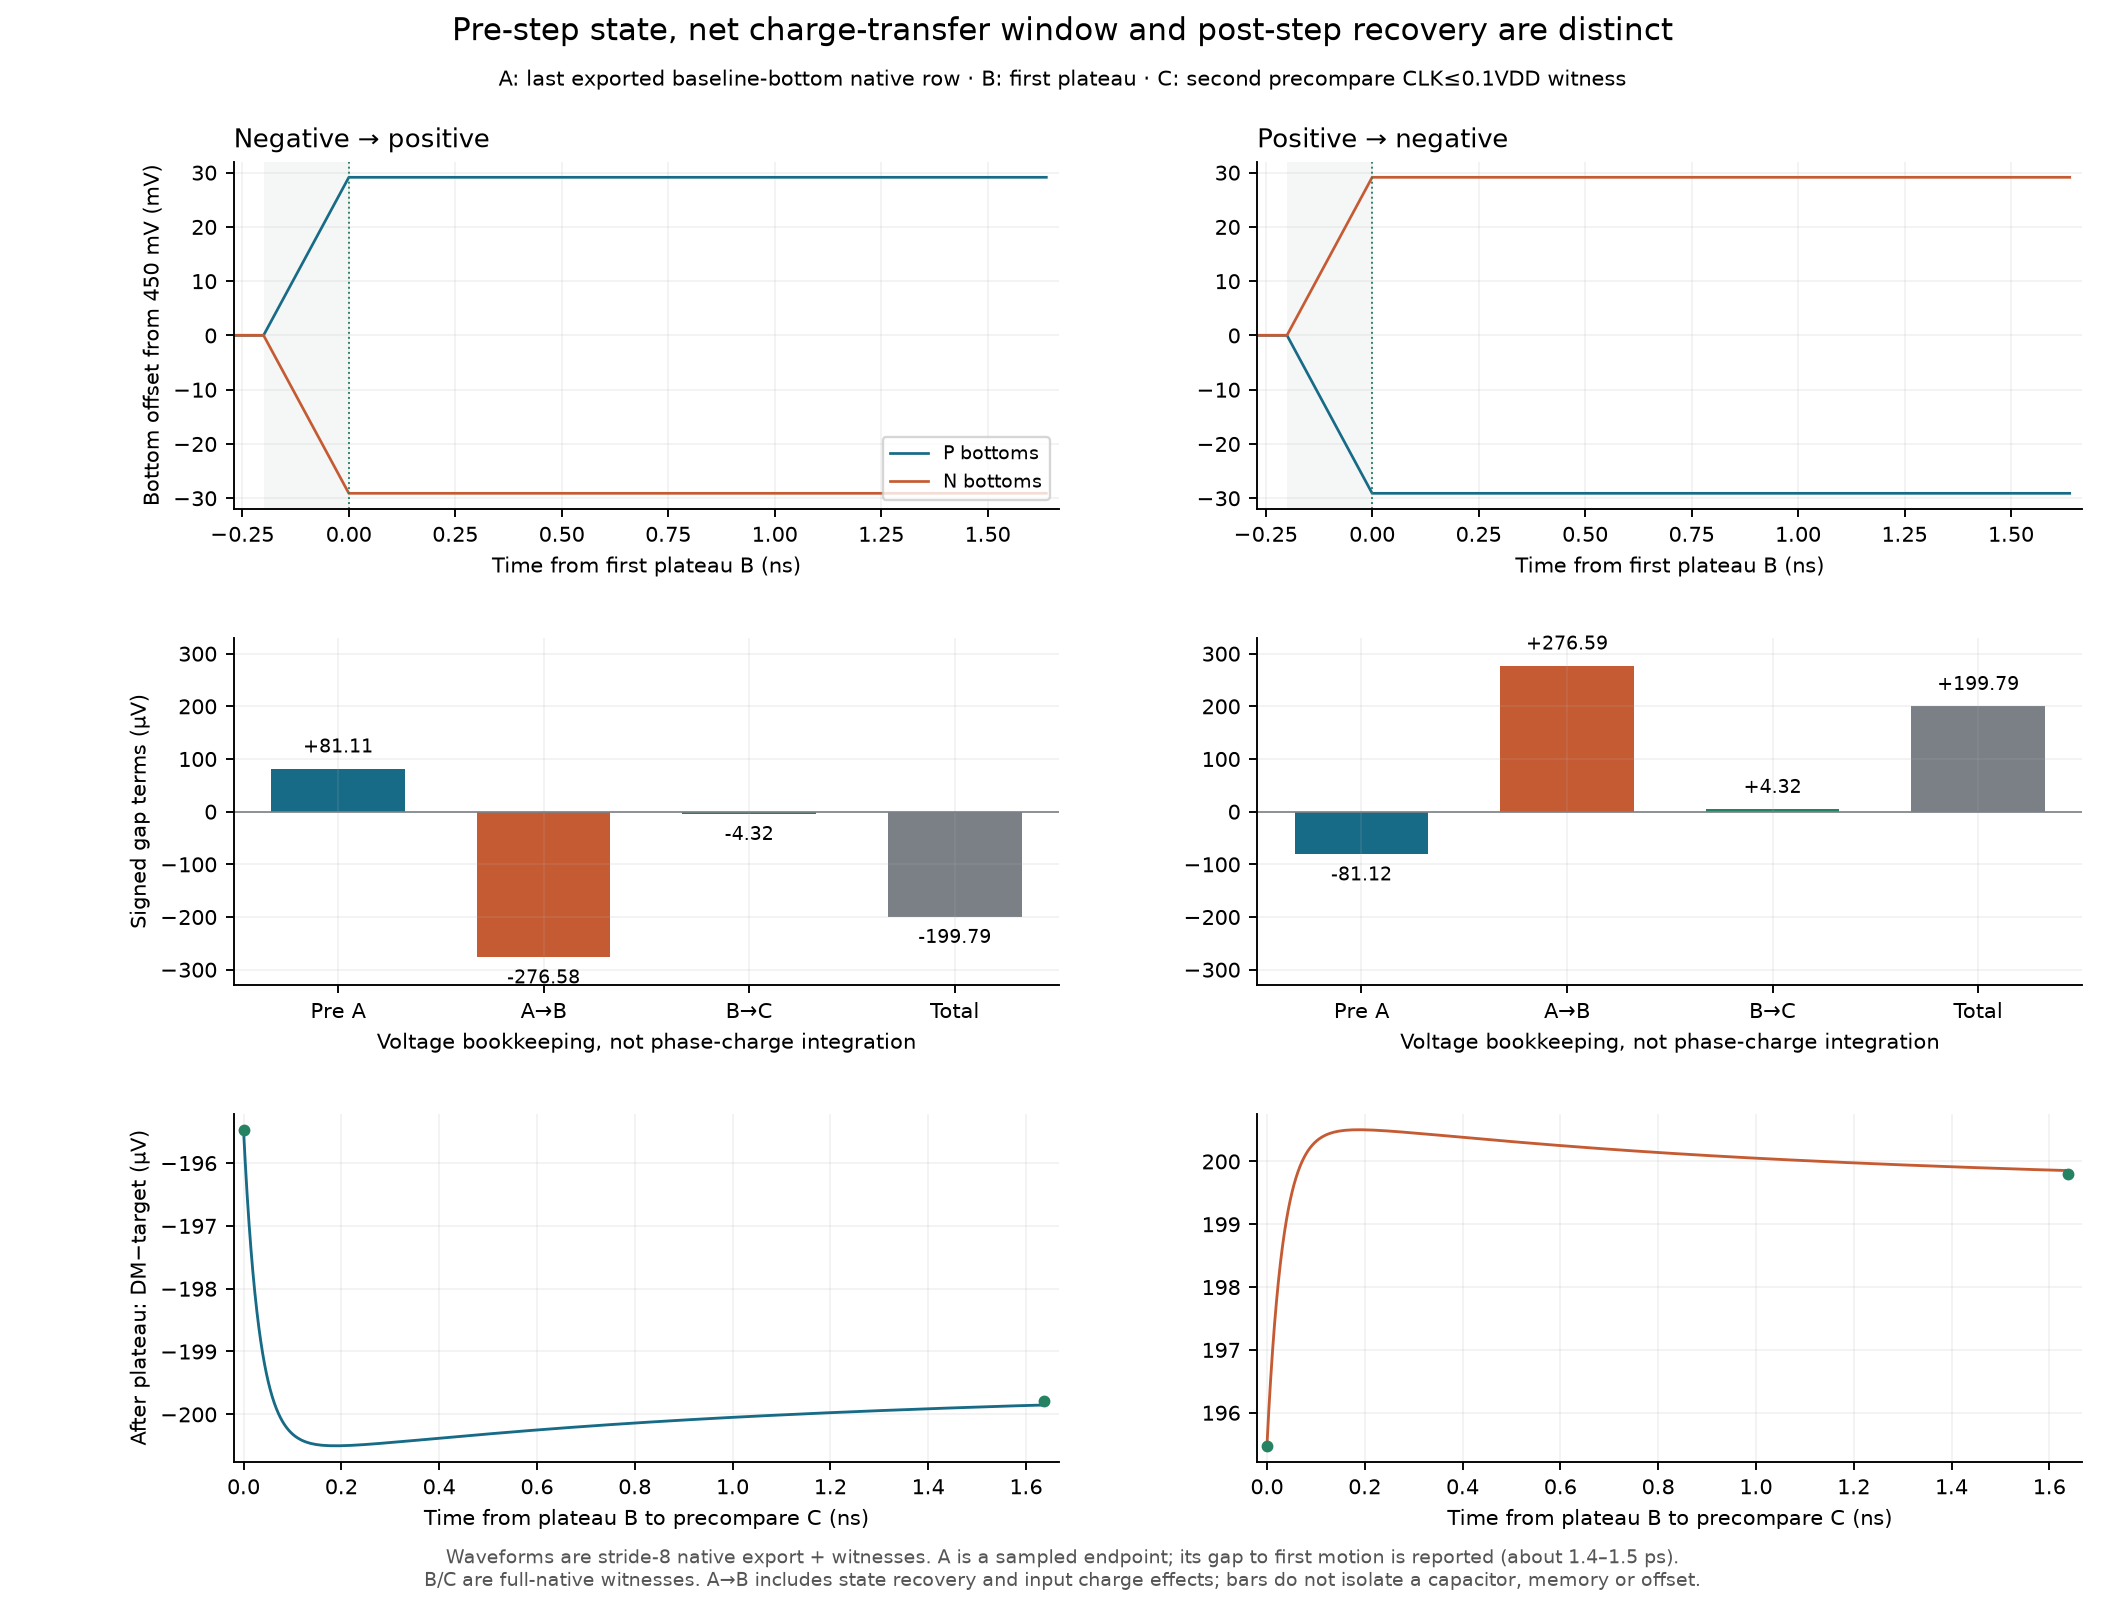 Pre-step state, net charge-transfer window and post-step recovery are distinct
A: last exported baseline-bottom native row · B: first plateau · C: second precompare CLK≤0.1VDD witness
Negative → positive
Bottom offset from 450 mV (mV)
30
20
10
0
−10
−20
−30
P bottoms
N bottoms
−0.25 0.00 0.25 0.50 0.75 1.00 1.25 1.50
Time from first plateau B (ns)
Positive → negative
30
20
10
0
−10
−20
−30
−0.25 0.00 0.25 0.50 0.75 1.00 1.25 1.50
Time from first plateau B (ns)
Signed gap terms (µV)
300
200
100
0
−100
−200
−300
+81.11
-276.58
-4.32
-199.79
Pre A A→B B→C Total
Voltage bookkeeping, not phase-charge integration
300
200
100
0
−100
−200
−300
-81.12
+276.59
+4.32
+199.79
Pre A A→B B→C Total
Voltage bookkeeping, not phase-charge integration
After plateau: DM−target (µV)
−196
−197
−198
−199
−200
0.0 0.2 0.4 0.6 0.8 1.0 1.2 1.4 1.6
Time from plateau B to precompare C (ns)
200
199
198
197
196
0.0 0.2 0.4 0.6 0.8 1.0 1.2 1.4 1.6
Time from plateau B to precompare C (ns)
Waveforms are stride-8 native export + witnesses. A is a sampled endpoint; its gap to first motion is reported (about 1.4–1.5 ps).
B/C are full-native witnesses. A→B includes state recovery and input charge effects; bars do not isolate a capacitor, memory or offset.